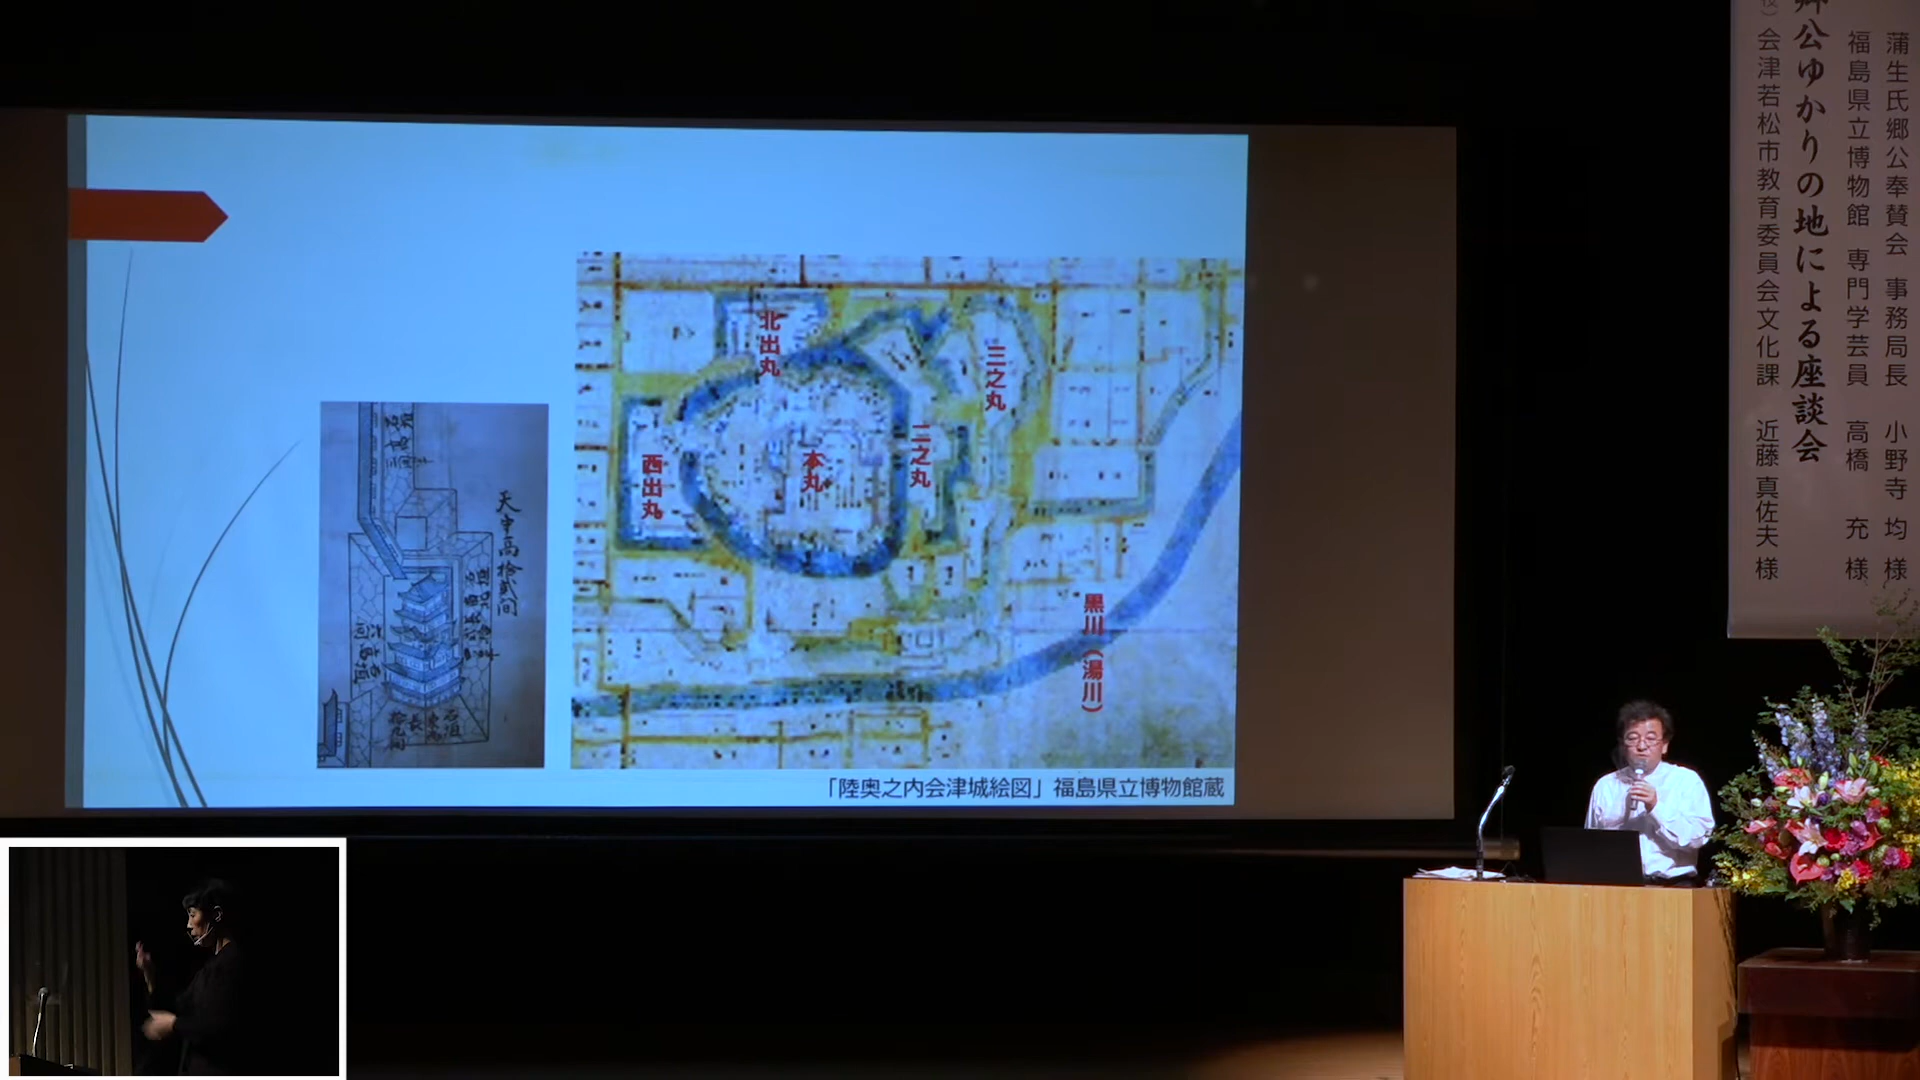 北出丸
三之丸
二之丸
本丸
西出丸
黒川(湯川)
天守高拾弐間
「陸奥之内会津城絵図」福島県立博物館蔵
蒲生氏郷公奉賛会 事務局長 小野寺 均 様
福島県立博物館 専門学芸員 高橋 充 様
郷公ゆかりの地による座談会
会津若松市教育委員会文化課 近藤 真佐夫 様